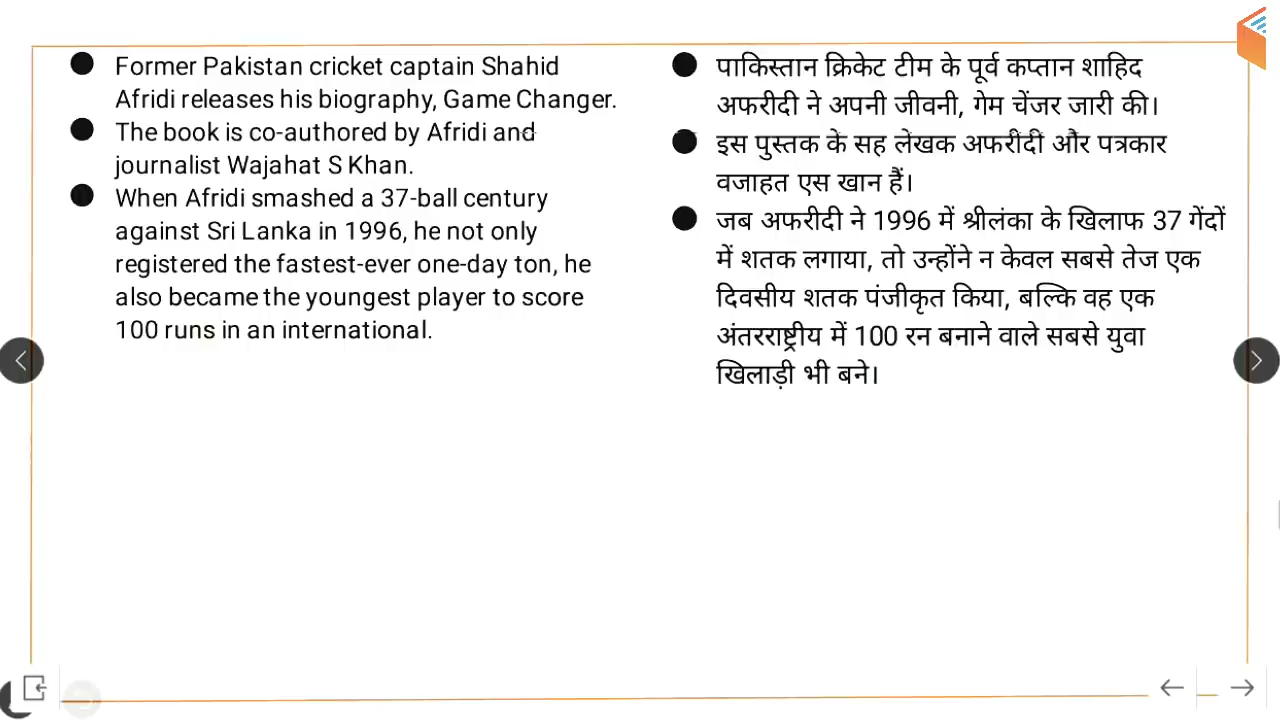 Former Pakistan cricket captain Shahid
Afridi releases his biography, Game Changer.
The book is co-authored by Afridi and
journalist Wajahat S Khan.
When Afridi smashed a 37-ball century
against Sri Lanka in 1996, he not only
registered the fastest-ever one-day ton, he
also became the youngest player to score
100 runs in an international.
पाकिस्तान क्रिकेट टीम के पूर्व कप्तान शाहिद
अफरीदी ने अपनी जीवनी, गेम चेंजर जारी की।
इस पुस्तक के सह लेखक अफरीदी और पत्रकार
वजाहत एस खान हैं।
जब अफरीदी ने 1996 में श्रीलंका के खिलाफ 37 गेंदों
में शतक लगाया, तो उन्होंने न केवल सबसे तेज एक
दिवसीय शतक पंजीकृत किया, बल्कि वह एक
अंतरराष्ट्रीय में 100 रन बनाने वाले सबसे युवा
खिलाड़ी भी बने।